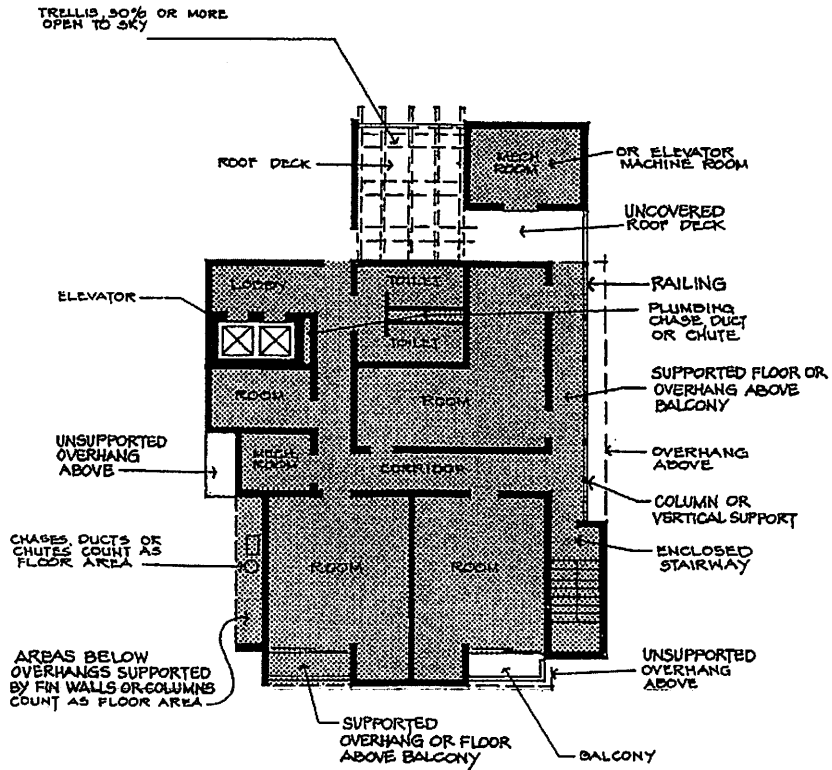 TRELLIS, 50% OR MORE
OPEN TO SKY
ROOF DECK
MECH.
ROOM
OR ELEVATOR
MACHINE ROOM
UNCOVERED
ROOF DECK
LOBBY
TOILET
RAILING
ELEVATOR
PLUMBING
CHASE, DUCT
OR CHUTE
TOILET
ROOM
ROOM
SUPPORTED FLOOR OR
OVERHANG ABOVE
BALCONY
UNSUPPORTED
OVERHANG
ABOVE
MECH.
ROOM
CORRIDOR
OVERHANG
ABOVE
COLUMN OR
VERTICAL SUPPORT
CHASES, DUCTS OR
CHUTES COUNT AS
FLOOR AREA
ROOM
ROOM
ENCLOSED
STAIRWAY
AREAS BELOW
OVERHANGS SUPPORTED
BY FIN WALLS OR COLUMNS
COUNT AS FLOOR AREA
UNSUPPORTED
OVERHANG
ABOVE
SUPPORTED
OVERHANG OR FLOOR
ABOVE BALCONY
BALCONY